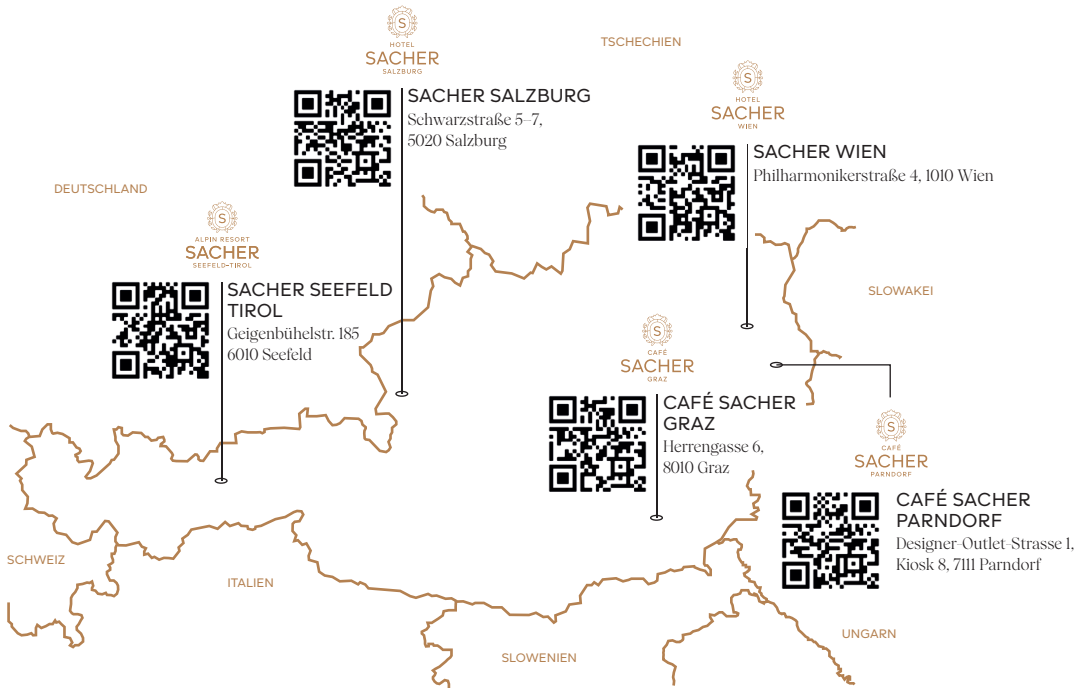 S
HOTEL
SACHER
SALZBURG
TSCHECHIEN
S
HOTEL
SACHER
WIEN
SACHER SALZBURG
Schwarzstraße 5–7,
5020 Salzburg
SACHER WIEN
Philharmonikerstraße 4, 1010 Wien
DEUTSCHLAND
S
ALPIN RESORT
SACHER
SEEFELD-TIROL
SACHER SEEFELD
TIROL
Geigenbühelstr. 185
6010 Seefeld
SLOWAKEI
S
CAFÉ
SACHER
GRAZ
CAFÉ SACHER
GRAZ
Herrengasse 6,
8010 Graz
S
CAFÉ
SACHER
PARNDORF
CAFÉ SACHER
PARNDORF
Designer-Outlet-Strasse 1,
Kiosk 8, 7111 Parndorf
SCHWEIZ
ITALIEN
SLOWENIEN
UNGARN